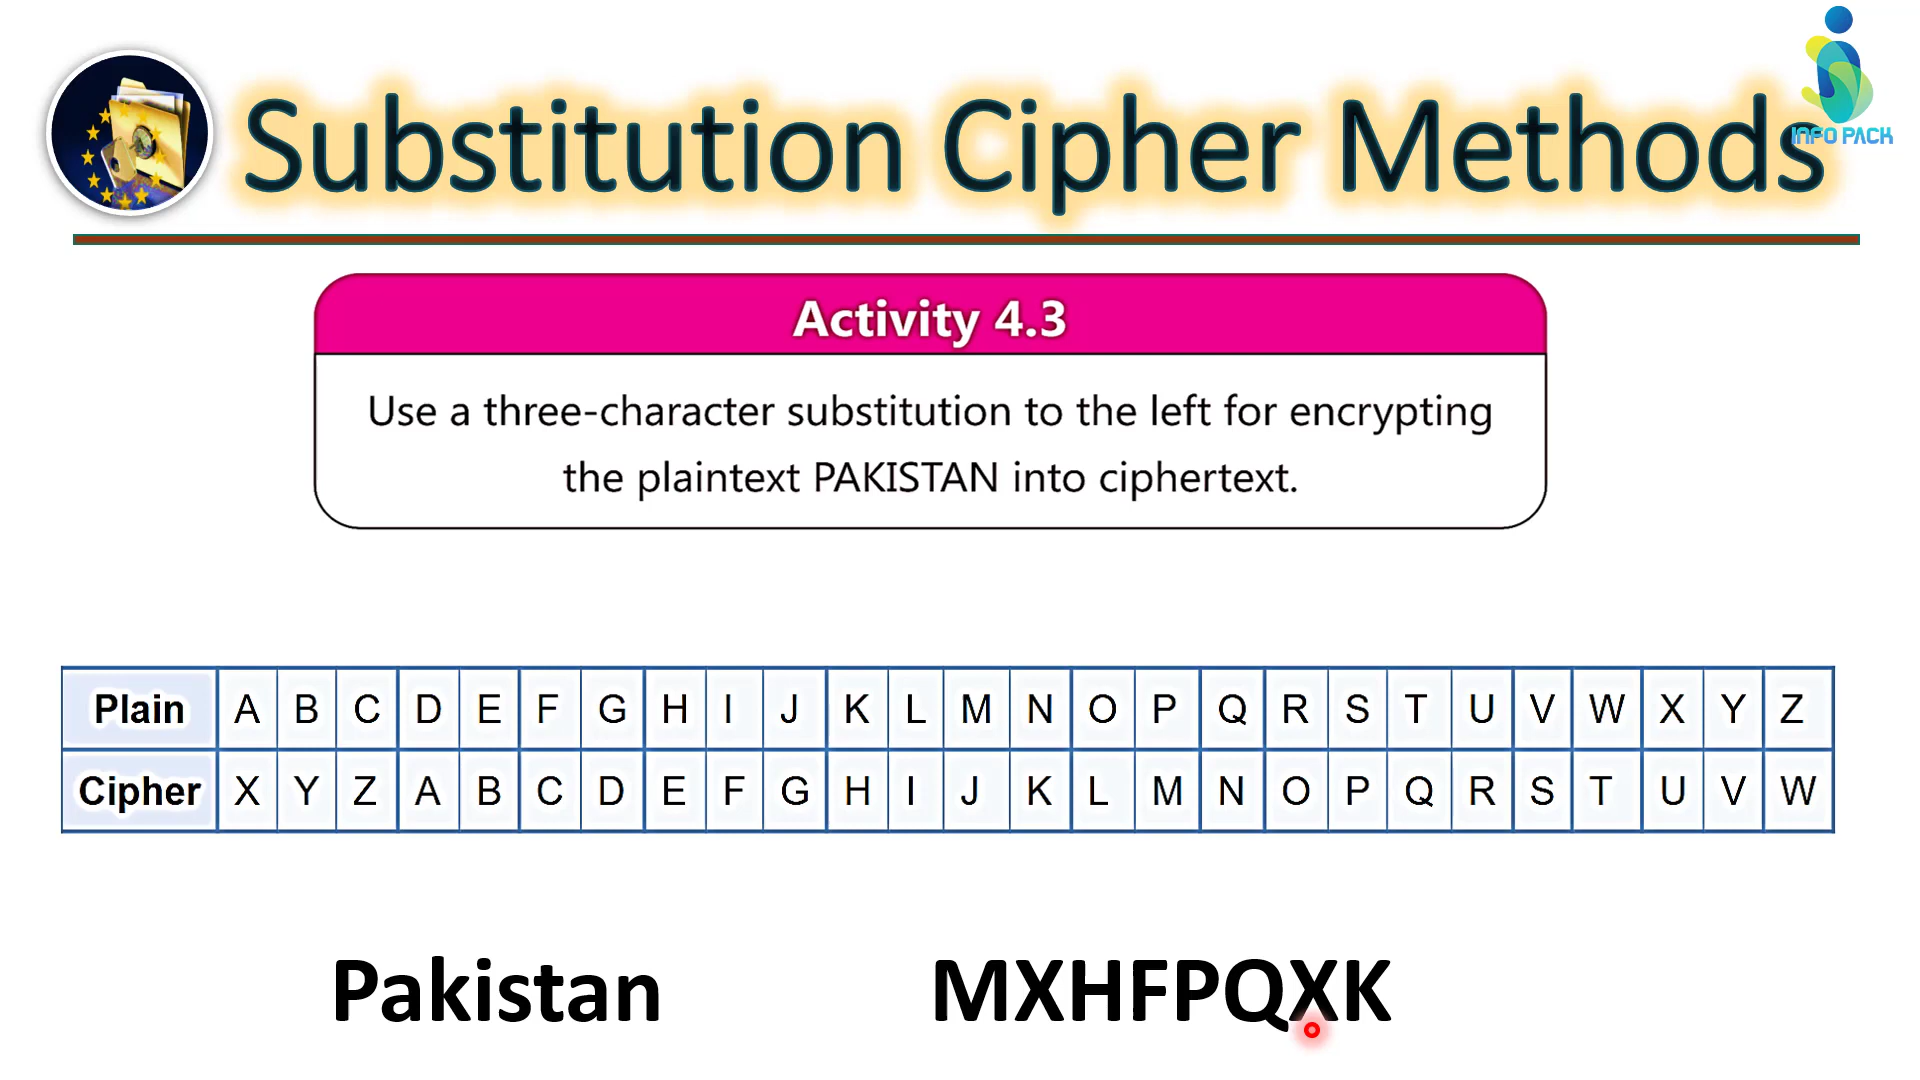 INFO PACK
Substitution Cipher Methods
Activity 4.3
Use a three-character substitution to the left for encrypting
the plaintext PAKISTAN into ciphertext.
Plain A B C D E F G H I J K L M N O P Q R S T U V W X Y Z
Cipher X Y Z A B C D E F G H I J K L M N O P Q R S T U V W
Pakistan MXHFPQXK